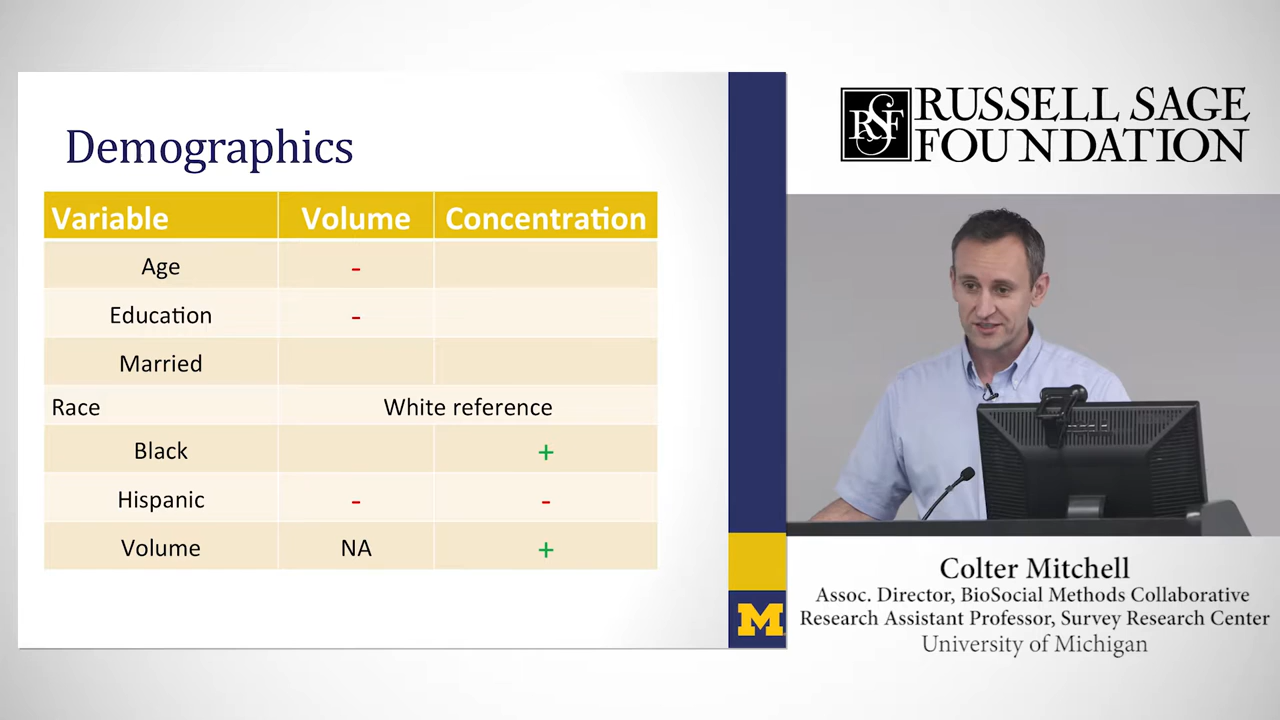 Demographics
Variable Volume Concentration
Age -
Education -
Married
Race White reference
Black +
Hispanic - -
Volume NA +
M
RSF RUSSELL SAGE
FOUNDATION
Colter Mitchell
Assoc. Director, BioSocial Methods Collaborative
Research Assistant Professor, Survey Research Center
University of Michigan